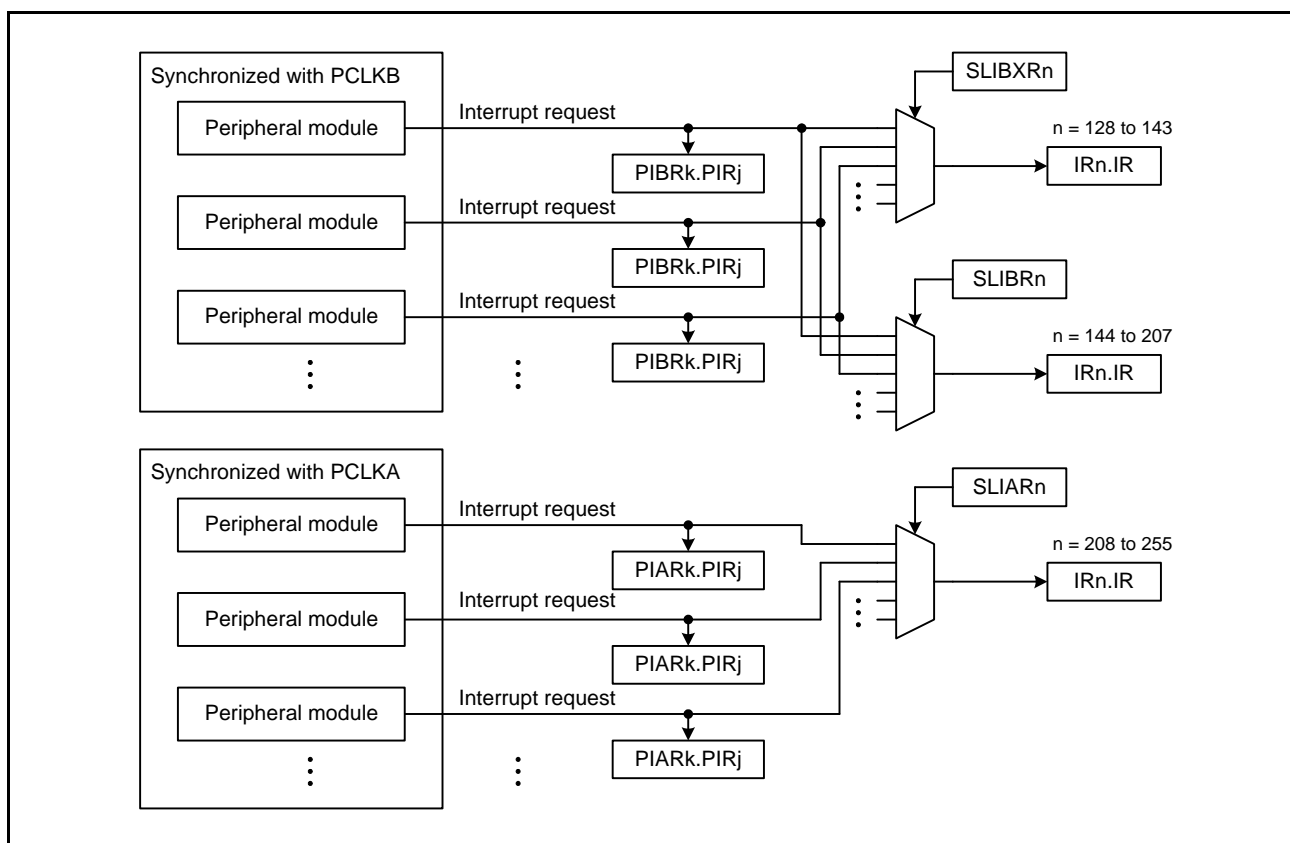 Synchronized with PCLKB
SLIBXRn
Peripheral module
Interrupt request
n = 128 to 143
PIBRk.PIRj
IRn.IR
Peripheral module
Interrupt request
PIBRk.PIRj
SLIBRn
Peripheral module
Interrupt request
n = 144 to 207
PIBRk.PIRj
IRn.IR
Synchronized with PCLKA
SLIARn
Peripheral module
Interrupt request
n = 208 to 255
PIARk.PIRj
IRn.IR
Peripheral module
Interrupt request
PIARk.PIRj
Peripheral module
Interrupt request
PIARk.PIRj